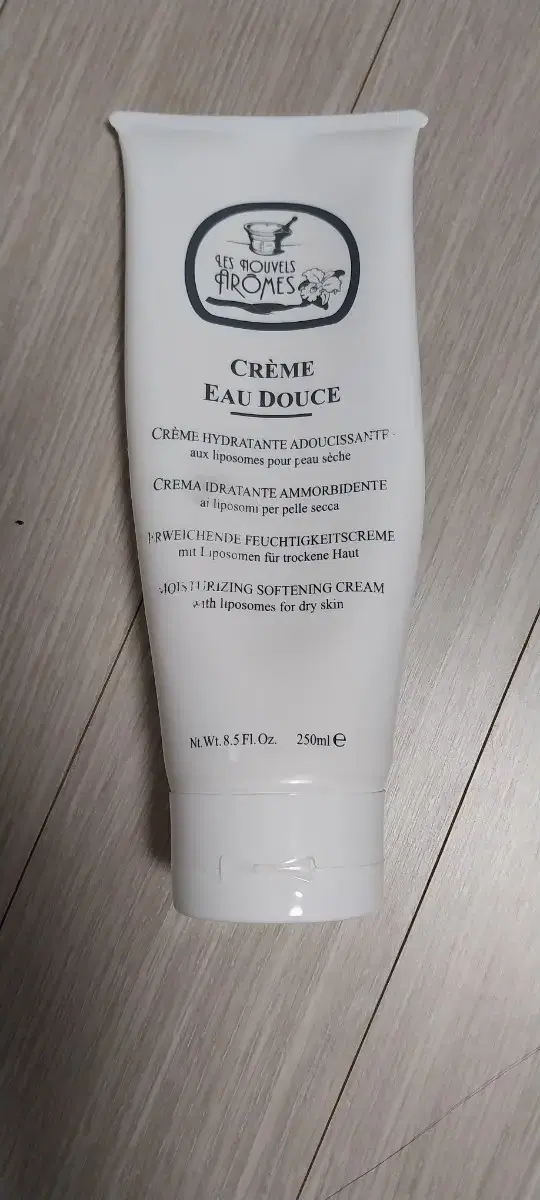 LES NOUVELS
ARÔMES
CRÈME
EAU DOUCE
CRÈME HYDRATANTE ADOUCISSANTE
aux liposomes pour peau sèche
CREMA IDRATANTE AMMORBIDENTE
ai liposomi per pelle secca
ERWEICHENDE FEUCHTIGKEITSCREME
mit Liposomen für trockene Haut
MOISTURIZING SOFTENING CREAM
with liposomes for dry skin
Nt.Wt. 8.5 Fl. Oz. 250ml ℮